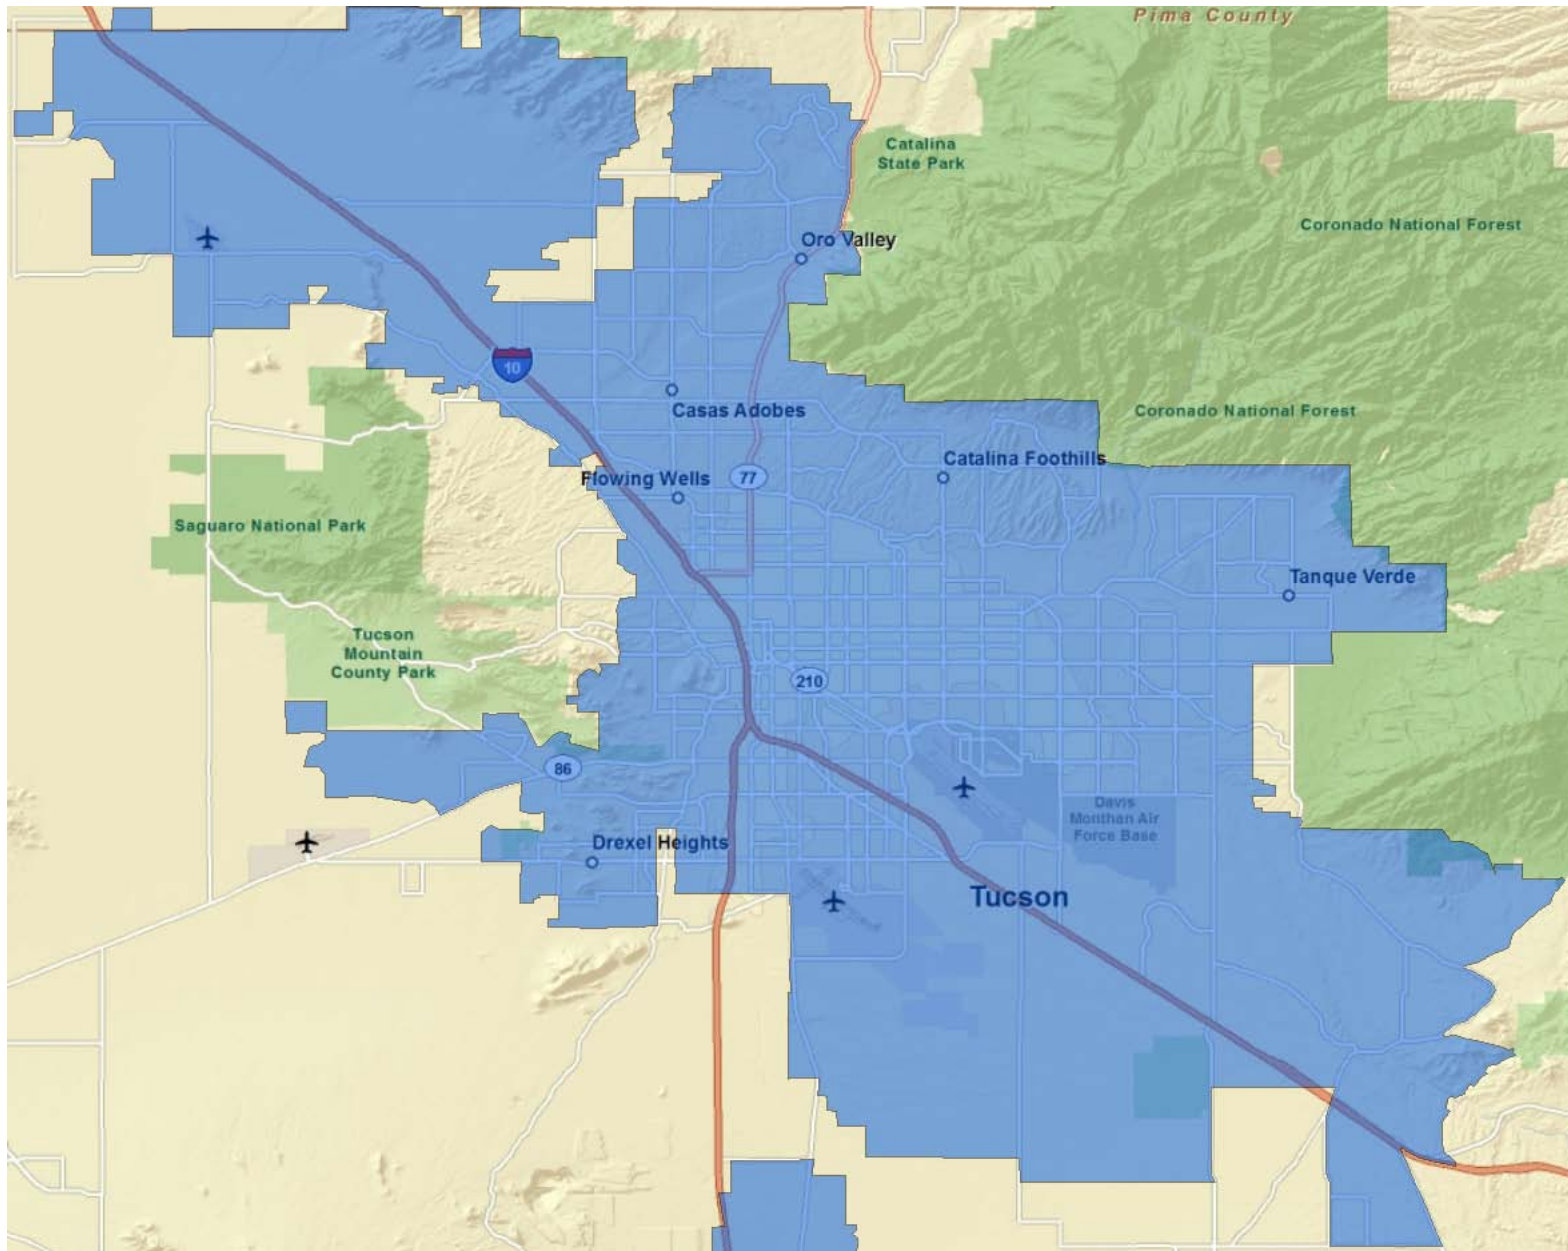 Pima County
Catalina
State Park
Coronado National Forest
Oro Valley
10
Casas Adobes
Coronado National Forest
Catalina Foothills
Flowing Wells
77
Saguaro National Park
Tanque Verde
Tucson
Mountain
County Park
210
86
Davis
Monthan Air
Force Base
Drexel Heights
Tucson